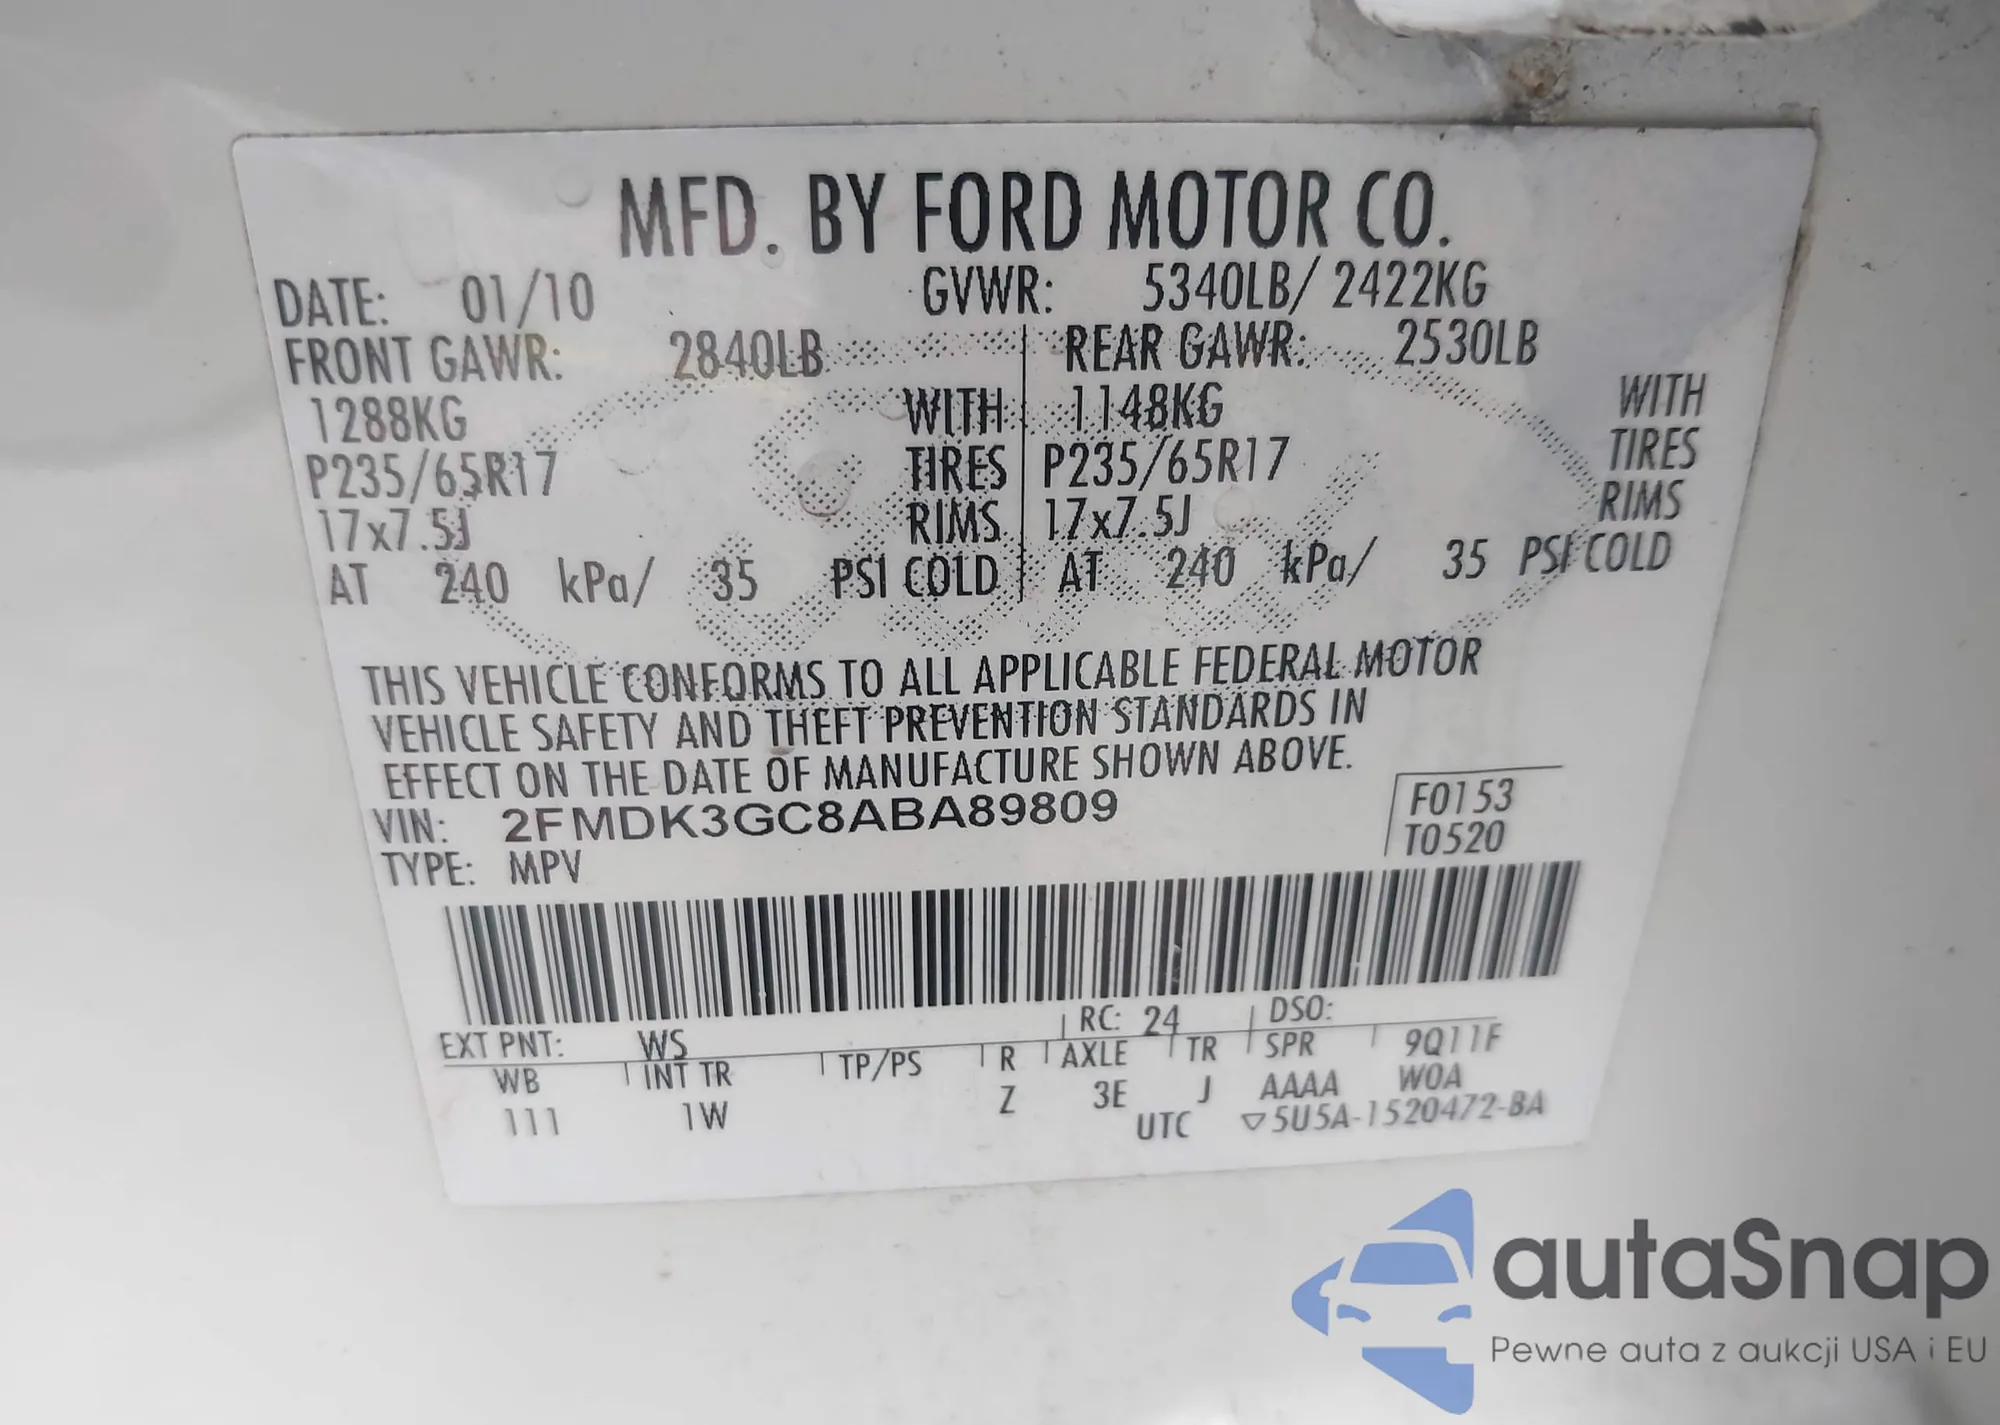 MFD. BY FORD MOTOR CO.
DATE: 01/10 GVWR: 5340LB/ 2422KG
FRONT GAWR: 2840LB REAR GAWR: 2530LB
1288KG WITH 1148KG WITH
P235/65R17 TIRES P235/65R17 TIRES
17x7.5J RIMS 17x7.5J RIMS
AT 240 kPa/ 35 PSI COLD AT 240 kPa/ 35 PSI COLD
THIS VEHICLE CONFORMS TO ALL APPLICABLE FEDERAL MOTOR
VEHICLE SAFETY AND THEFT PREVENTION STANDARDS IN
EFFECT ON THE DATE OF MANUFACTURE SHOWN ABOVE.
VIN: 2FMDK3GC8ABA89809 F0153
TYPE: MPV T0520
EXT PNT: WS RC: 24 DSO:
WB INT TR TP/PS R AXLE TR SPR 9Q11F
111 1W Z 3E J AAAA W0A
UTC ▽5U5A-1520472-BA
autaSnap
Pewne auta z aukcji USA i EU